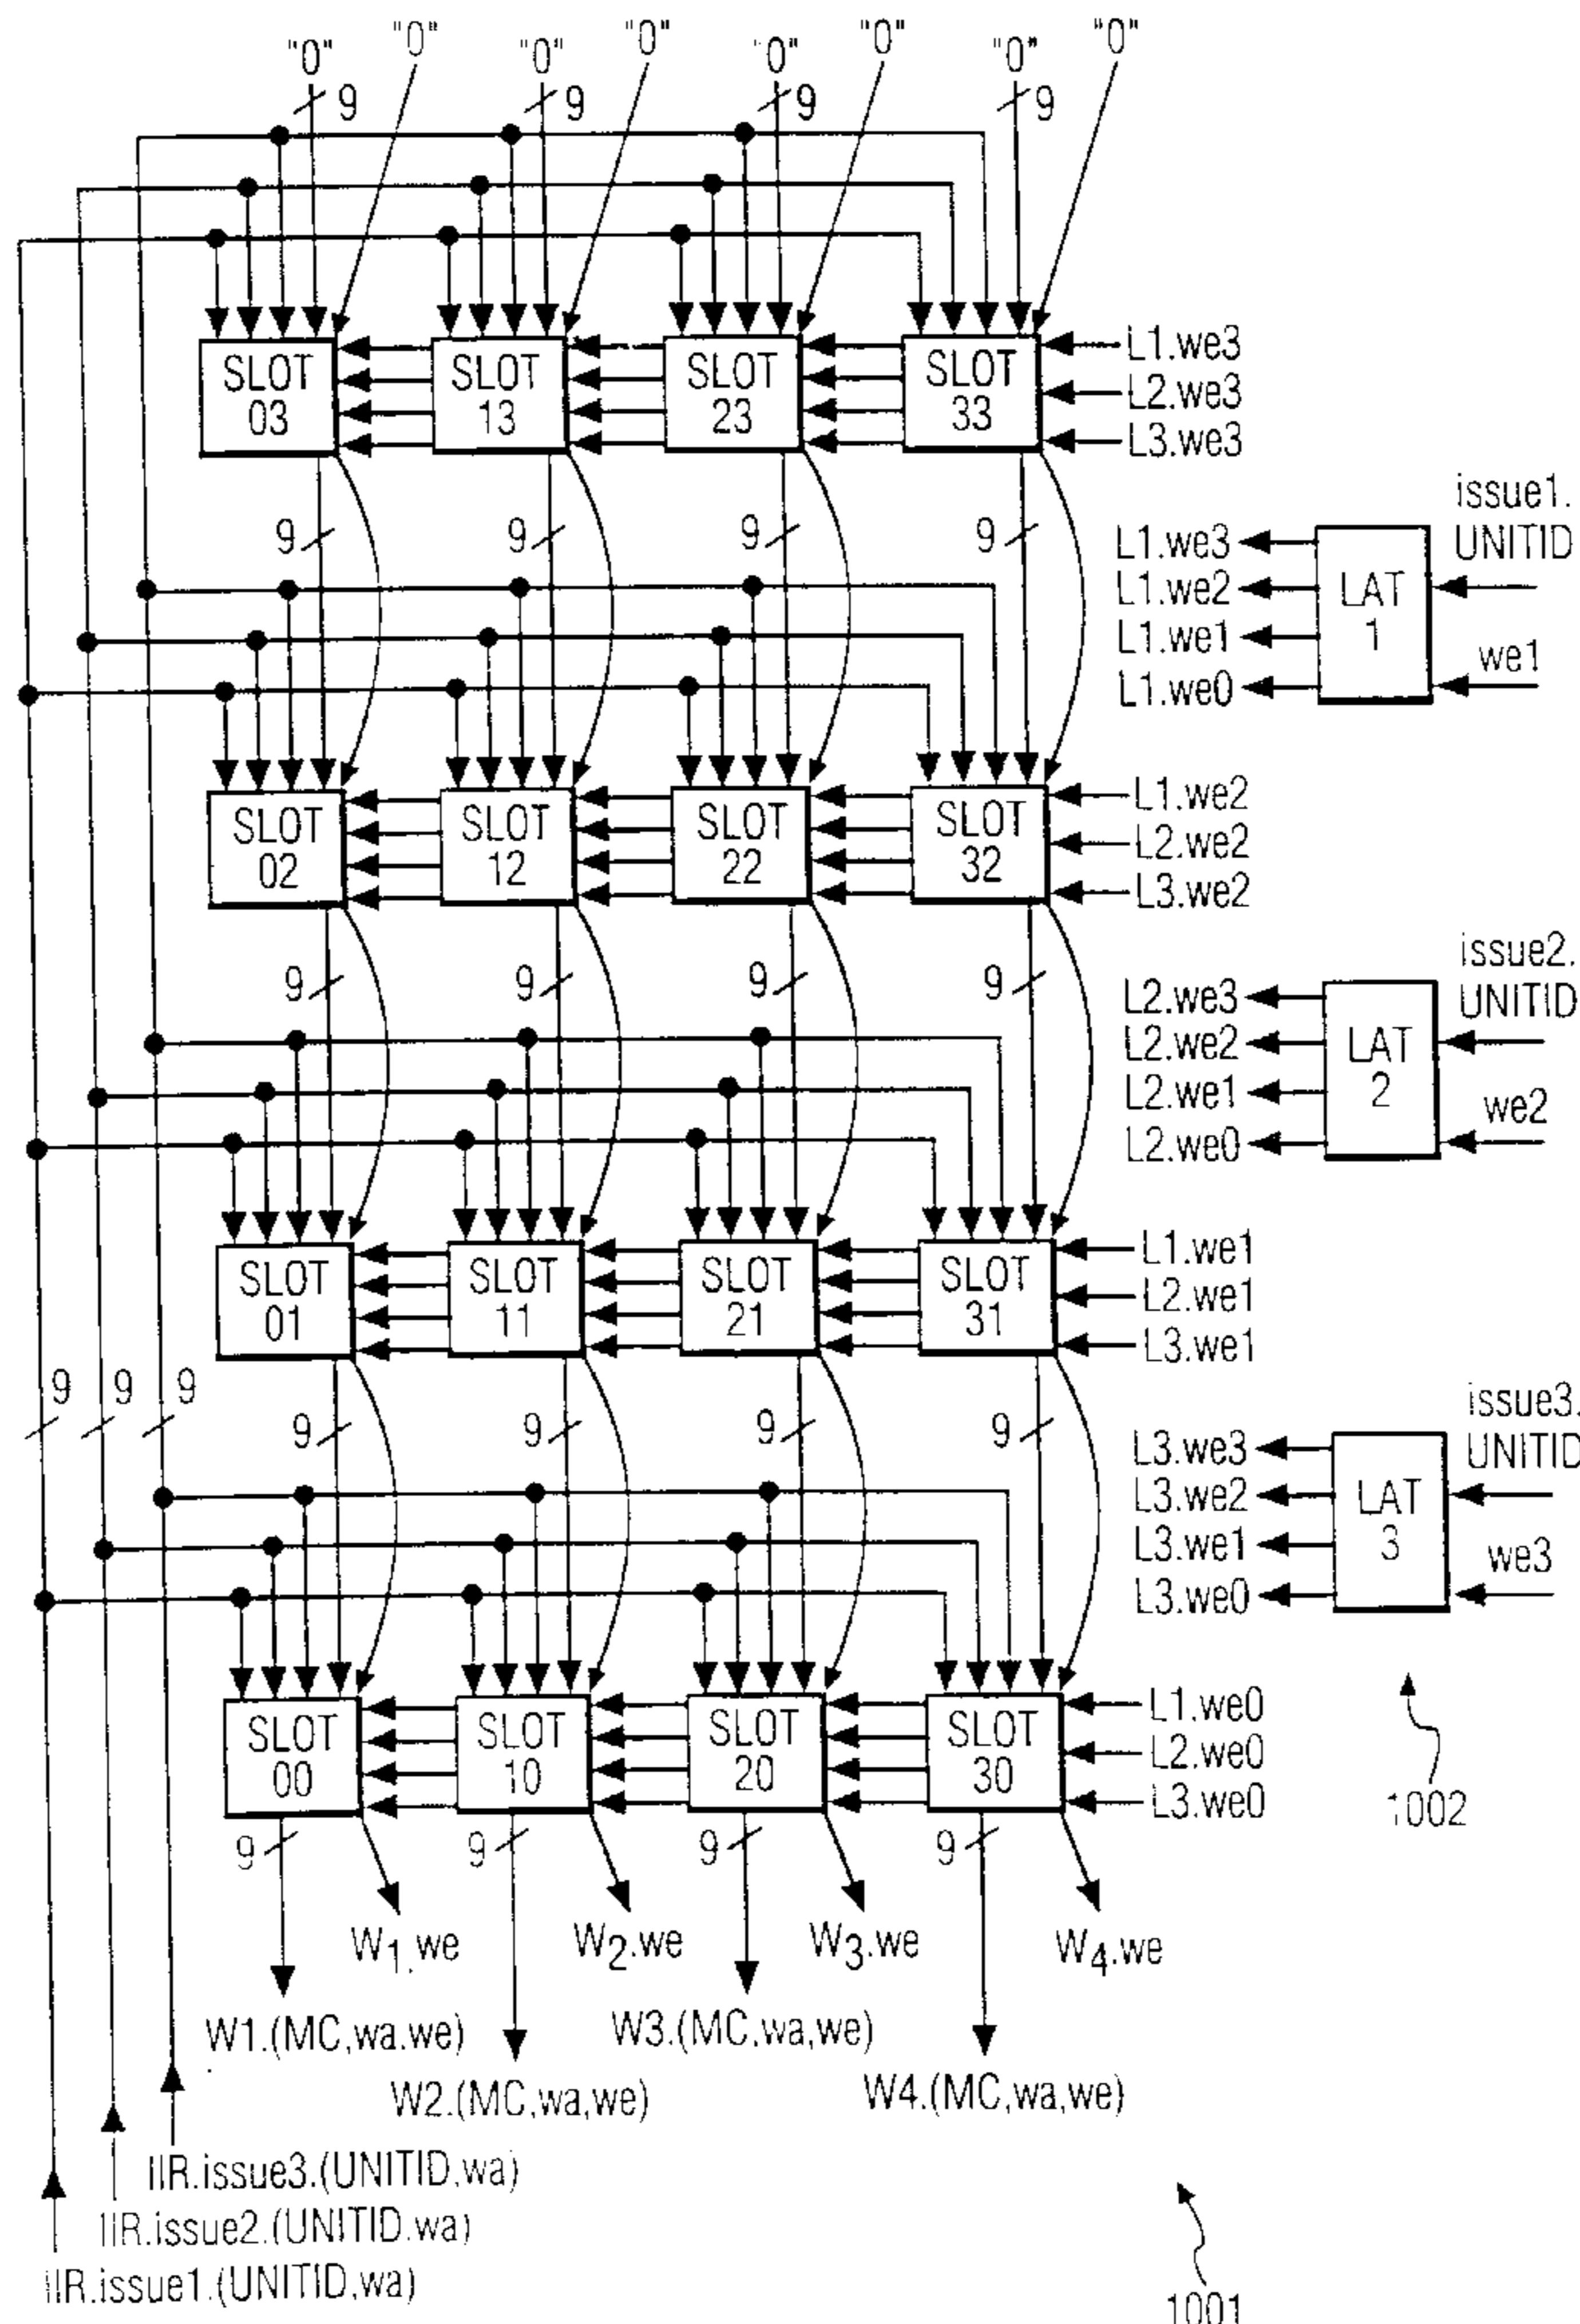 "0" "0" "0" "0" "0" "0" "0" "0"
9 9 9 9
SLOT 03 SLOT 13 SLOT 23 SLOT 33
L1.we3
L2.we3
L3.we3
9 9 9 9
issue1.
UNITID
L1.we3
L1.we2
L1.we1
L1.we0
LAT 1
we1
SLOT 02 SLOT 12 SLOT 22 SLOT 32
L1.we2
L2.we2
L3.we2
9 9 9 9
issue2.
UNITID
L2.we3
L2.we2
L2.we1
L2.we0
LAT 2
we2
SLOT 01 SLOT 11 SLOT 21 SLOT 31
L1.we1
L2.we1
L3.we1
9 9 9
9 9 9 9
issue3.
UNITID
L3.we3
L3.we2
L3.we1
L3.we0
LAT 3
we3
SLOT 00 SLOT 10 SLOT 20 SLOT 30
L1.we0
L2.we0
L3.we0
1002
9 9 9 9
W1.we W2.we W3.we W4.we
W1.(MC,wa.we) W3.(MC,wa,we)
W2.(MC,wa,we) W4.(MC,wa,we)
IIR.issue3.(UNITID.wa)
IIR.issue2.(UNITID.wa)
IIR.issue1.(UNITID,wa)
1001